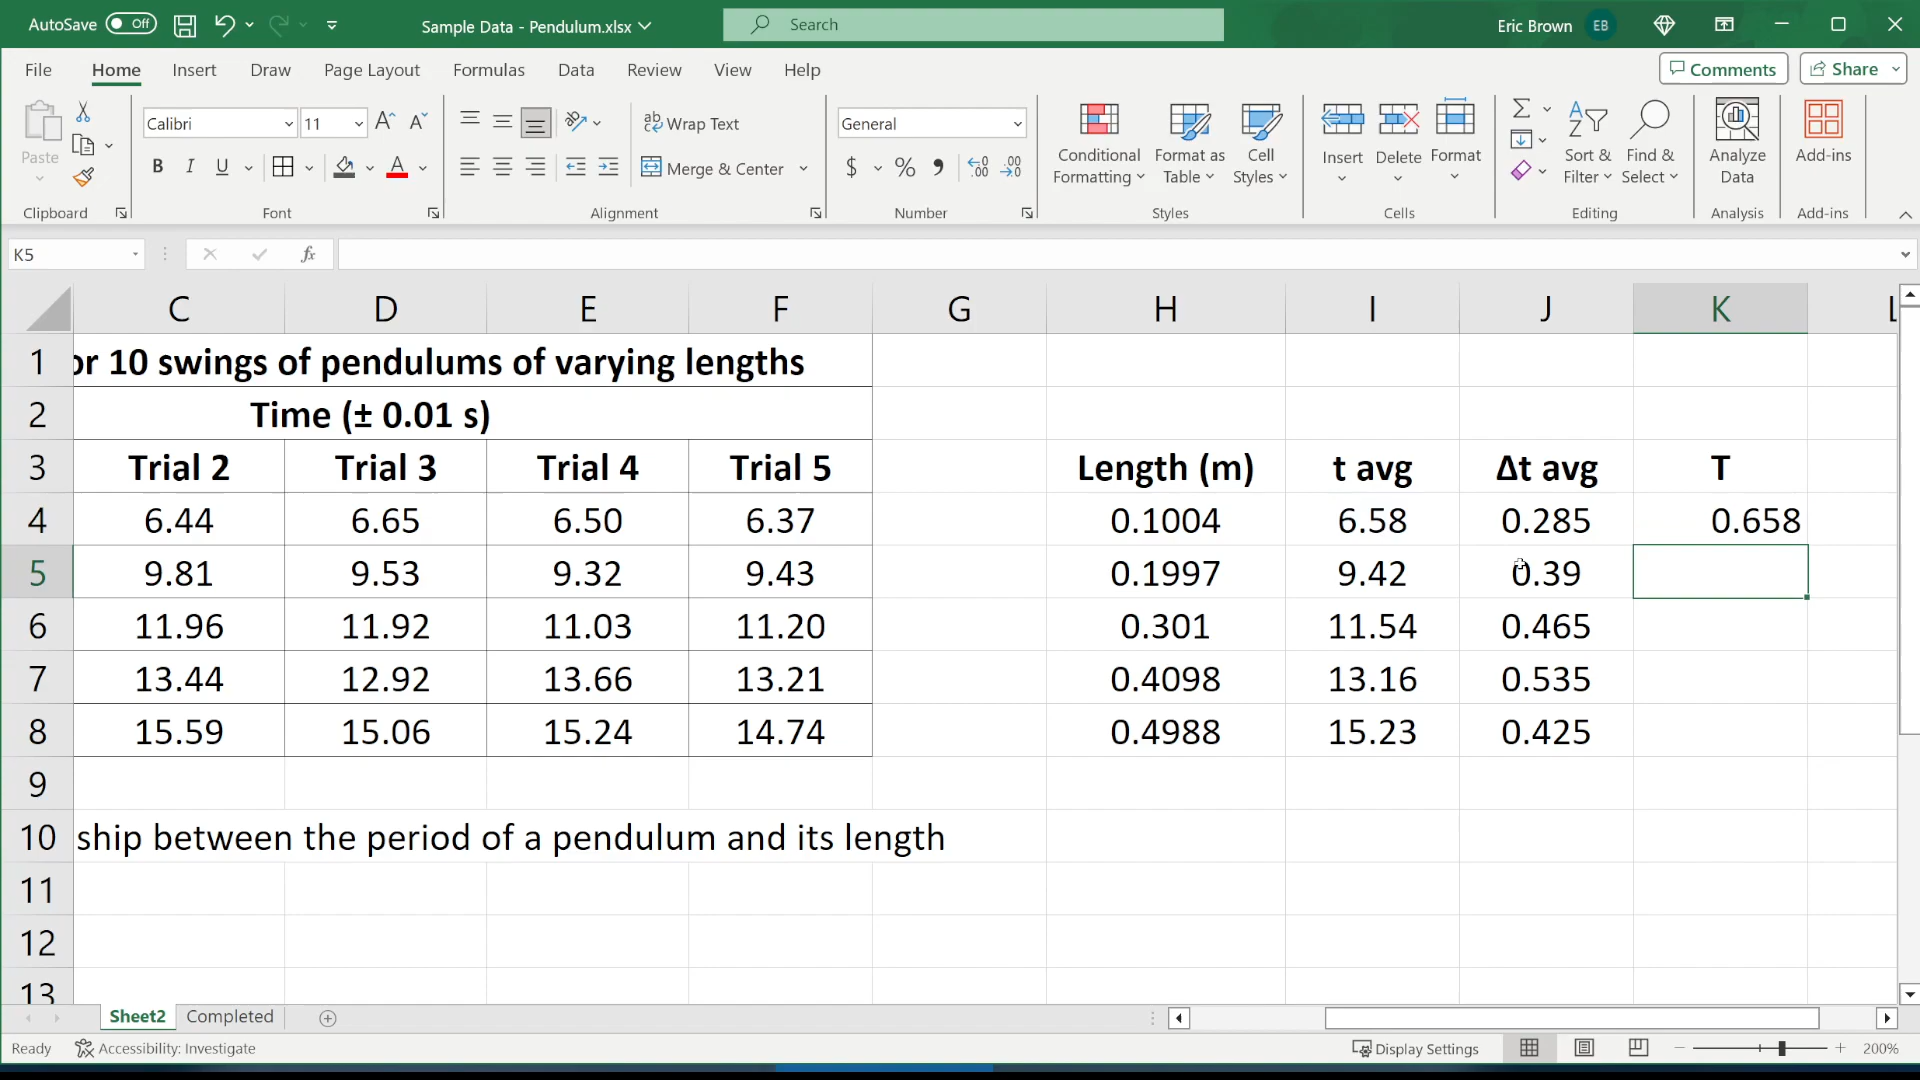 AutoSave Off Sample Data - Pendulum.xlsx Search Eric Brown EB
File Home Insert Draw Page Layout Formulas Data Review View Help Comments Share
Paste Calibri 11 A A ab Wrap Text General Conditional Formatting Format as Table Cell Styles Insert Delete Format Sort & Filter Find & Select Analyze Data Add-ins
B I U A Merge & Center $ % 9
Clipboard Font Alignment Number Styles Cells Editing Analysis Add-ins
K5 fx
C D E F G H I J K
1 or 10 swings of pendulums of varying lengths
2 Time (± 0.01 s)
3 Trial 2 Trial 3 Trial 4 Trial 5 Length (m) t avg Δt avg T
4 6.44 6.65 6.50 6.37 0.1004 6.58 0.285 0.658
5 9.81 9.53 9.32 9.43 0.1997 9.42 0.39
6 11.96 11.92 11.03 11.20 0.301 11.54 0.465
7 13.44 12.92 13.66 13.21 0.4098 13.16 0.535
8 15.59 15.06 15.24 14.74 0.4988 15.23 0.425
9
10 ship between the period of a pendulum and its length
11
12
13
Sheet2 Completed
Ready Accessibility: Investigate Display Settings 200%